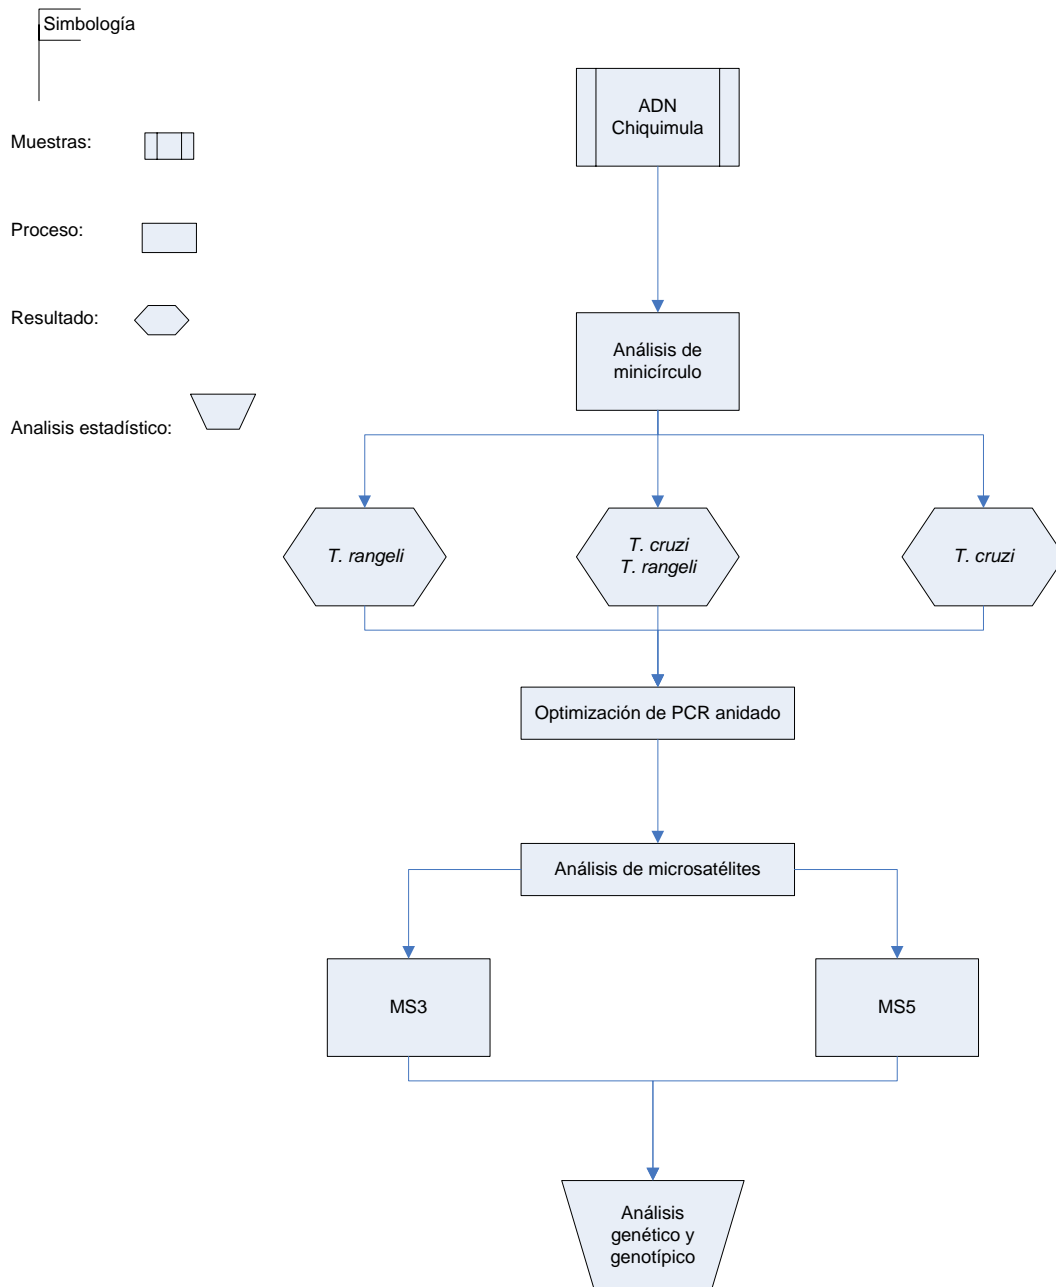 Simbología
Muestras:
Proceso:
Resultado:
Analisis estadístico:
ADN
Chiquimula
Análisis de
minicírculo
T. rangeli
T. cruzi
T. rangeli
T. cruzi
Optimización de PCR anidado
Análisis de microsatélites
MS3
MS5
Análisis
genético y
genotípico